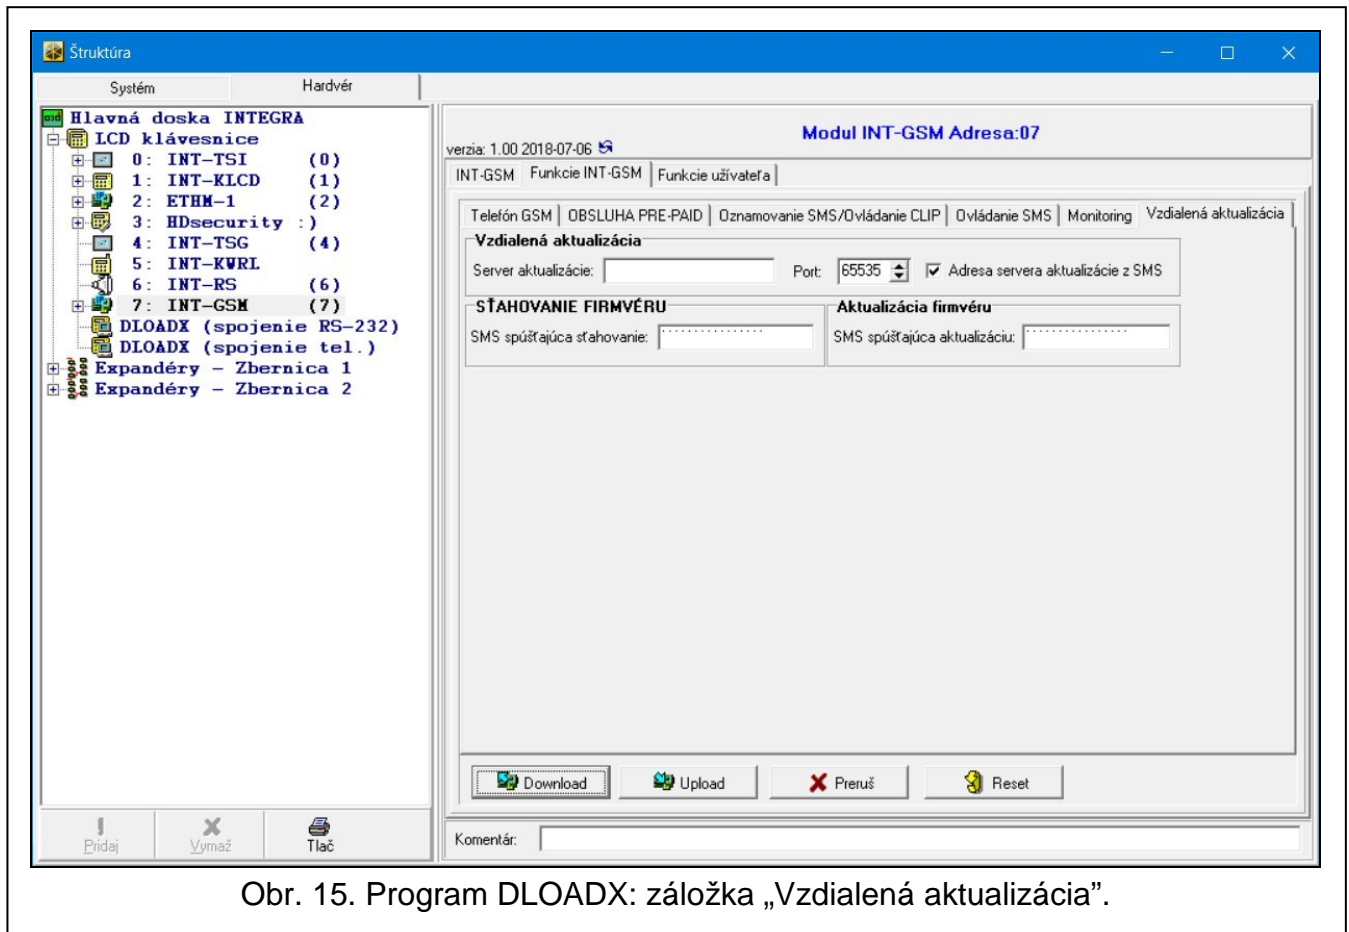 Štruktúra
Systém
Hardvér
Hlavná doska INTEGRA
LCD klávesnice
0: INT-TSI (0)
1: INT-KLCD (1)
2: ETHM-1 (2)
3: HDsecurity :)
4: INT-TSG (4)
5: INT-KWRL
6: INT-RS (6)
7: INT-GSM (7)
DLOADX (spojenie RS-232)
DLOADX (spojenie tel.)
Expandéry - Zbernica 1
Expandéry - Zbernica 2
Pridaj
Vymaž
Tlač
Modul INT-GSM Adresa:07
verzia: 1.00 2018-07-06
INT-GSM Funkcie INT-GSM Funkcie užívateľa
Telefón GSM OBSLUHA PRE-PAID Oznamovanie SMS/Ovládanie CLIP Ovládanie SMS Monitoring Vzdialená aktualizácia
Vzdialená aktualizácia
Server aktualizácie: Port: 65535 Adresa servera aktualizácie z SMS
SŤAHOVANIE FIRMVÉRU
SMS spúšťajúca sťahovanie: ...............
Aktualizácia firmvéru
SMS spúšťajúca aktualizáciu: ...............
Download Upload Preruš Reset
Komentár:
Obr. 15. Program DLOADX: záložka „Vzdialená aktualizácia”.